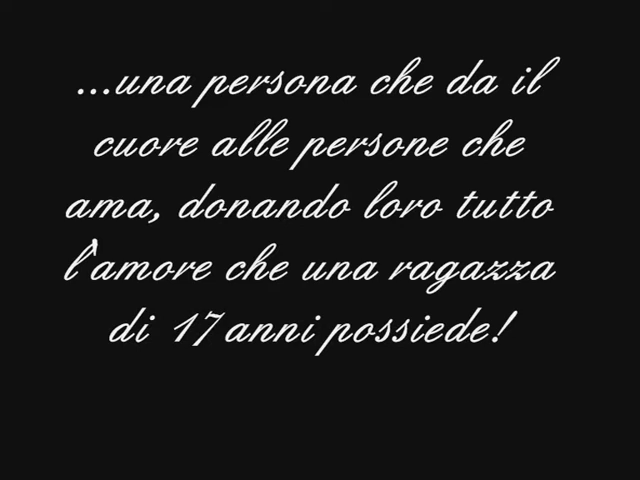 ...una persona che da il
cuore alle persone che
ama, donando loro tutto
l'amore che una ragazza
di 17 anni possiede!